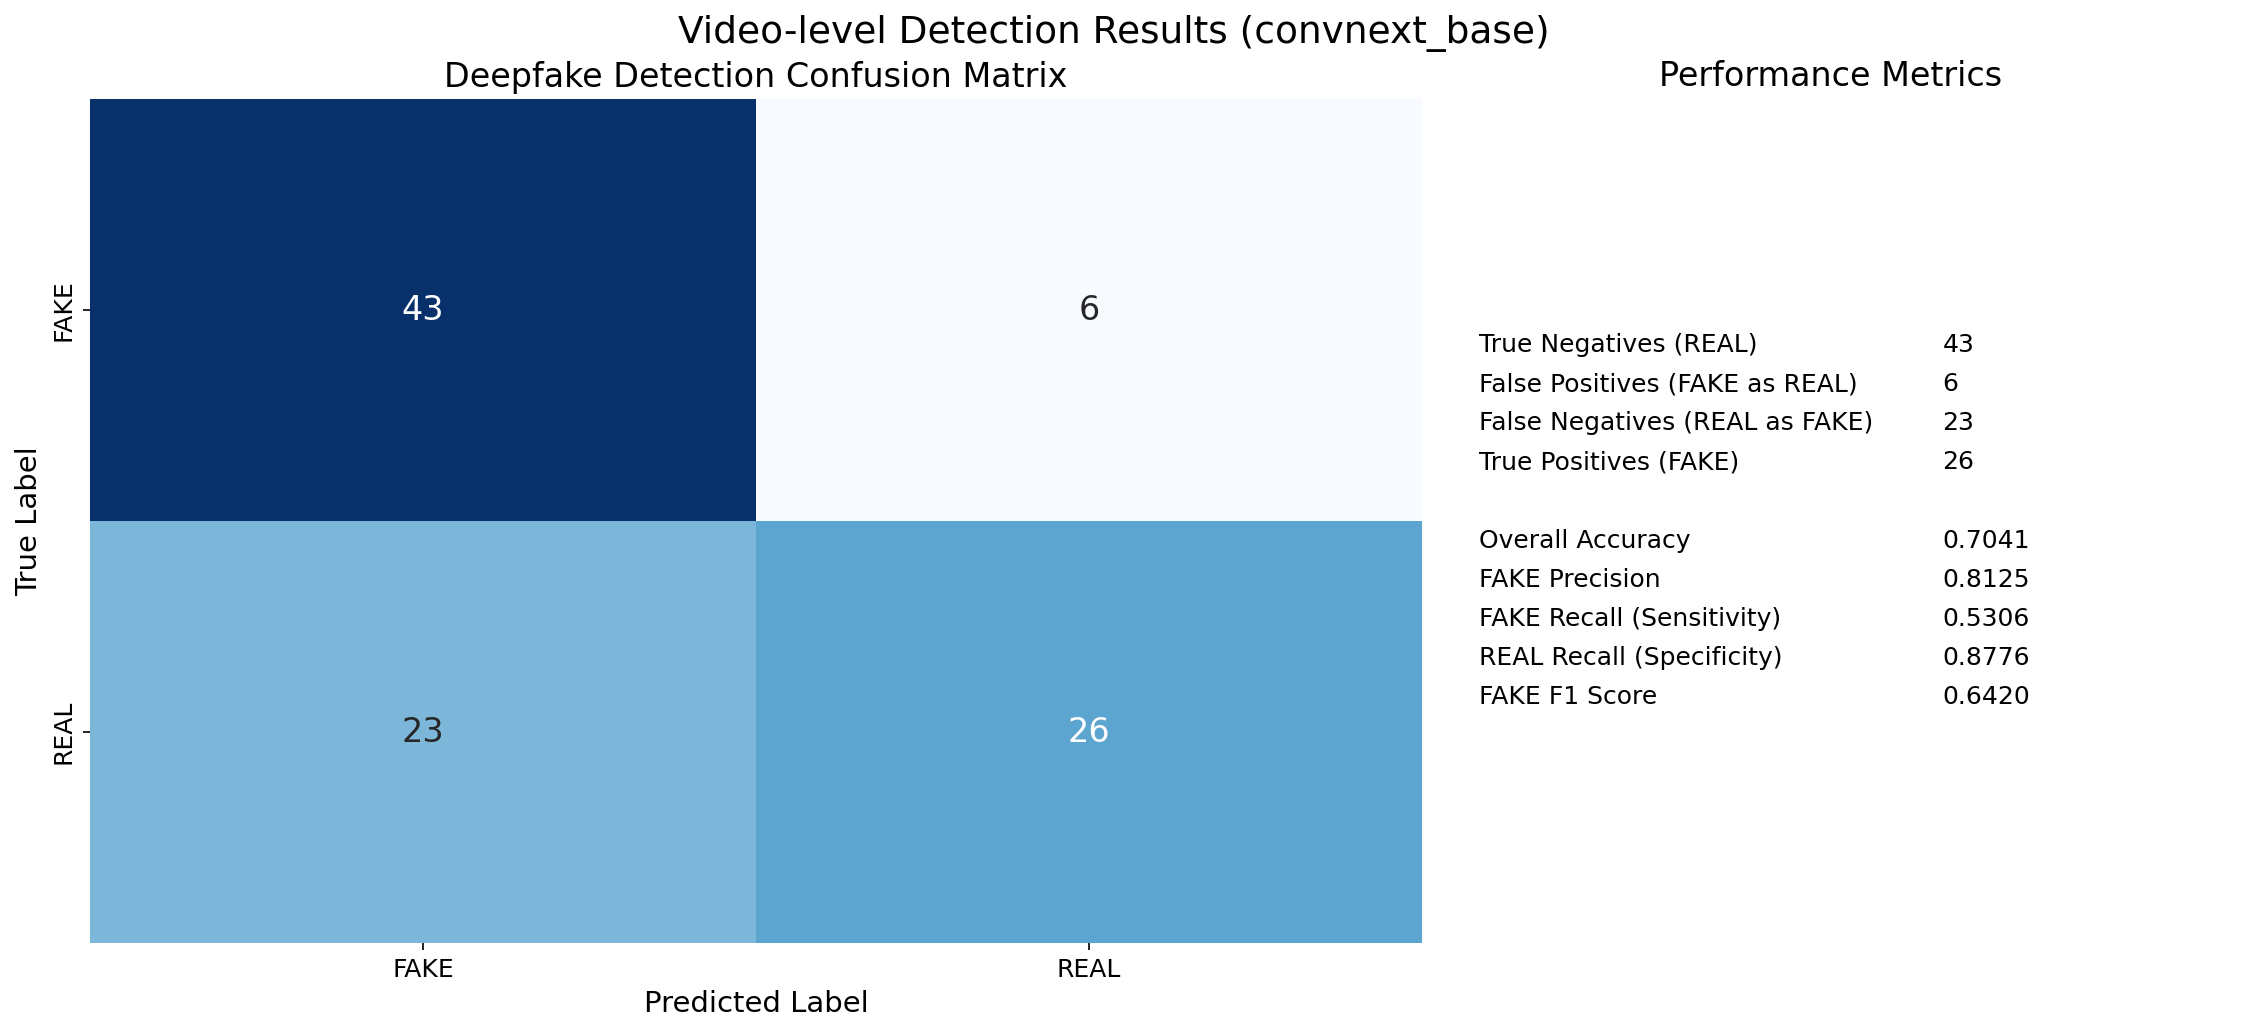 Video-level Detection Results (convnext_base)
Deepfake Detection Confusion Matrix
True Label
FAKE
43
6
REAL
23
26
FAKE
REAL
Predicted Label
Performance Metrics
True Negatives (REAL) 43
False Positives (FAKE as REAL) 6
False Negatives (REAL as FAKE) 23
True Positives (FAKE) 26
Overall Accuracy 0.7041
FAKE Precision 0.8125
FAKE Recall (Sensitivity) 0.5306
REAL Recall (Specificity) 0.8776
FAKE F1 Score 0.6420